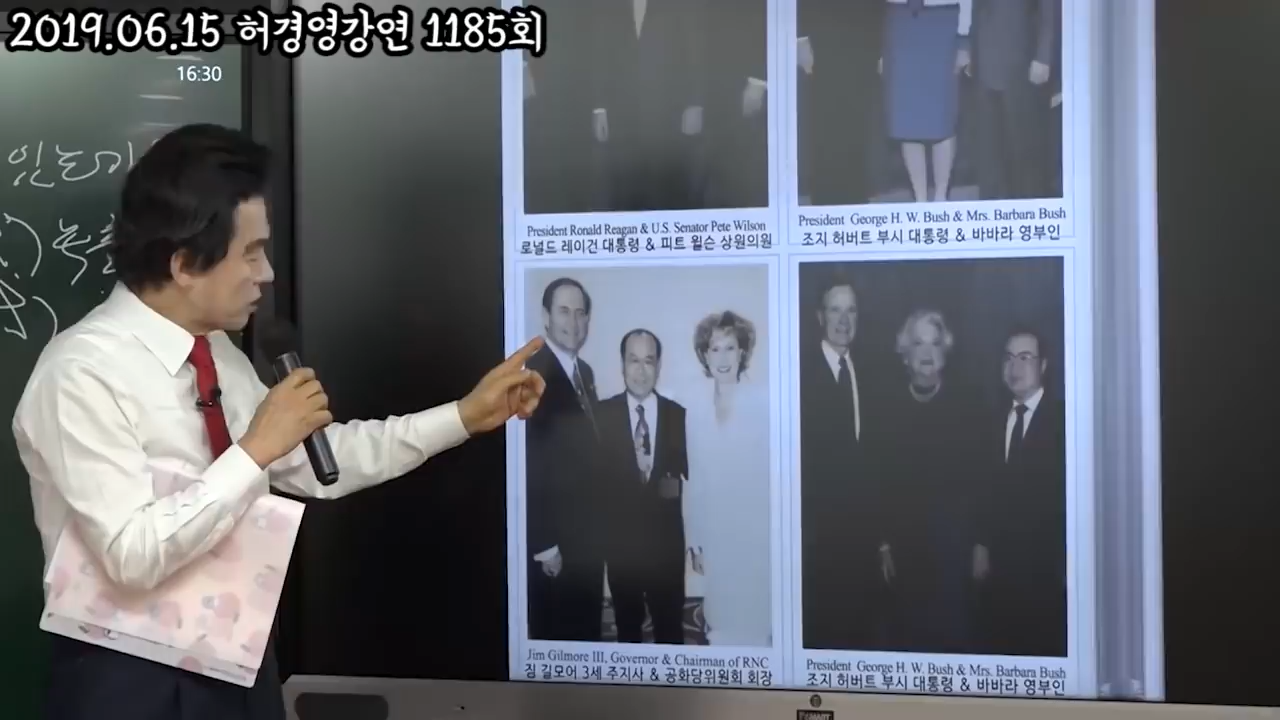 2019.06.15 허경영강연 1185회
16:30
있는가
President Ronald Reagan & U.S. Senator Pete Wilson
로널드 레이건 대통령 & 피트 윌슨 상원의원
President George H. W. Bush & Mrs. Barbara Bush
조지 허버트 부시 대통령 & 바바라 영부인
Jim Gilmore III, Governor & Chairman of RNC
짐 길모어 3세 주지사 & 공화당위원회 회장
President George H. W. Bush & Mrs. Barbara Bush
조지 허버트 부시 대통령 & 바바라 영부인